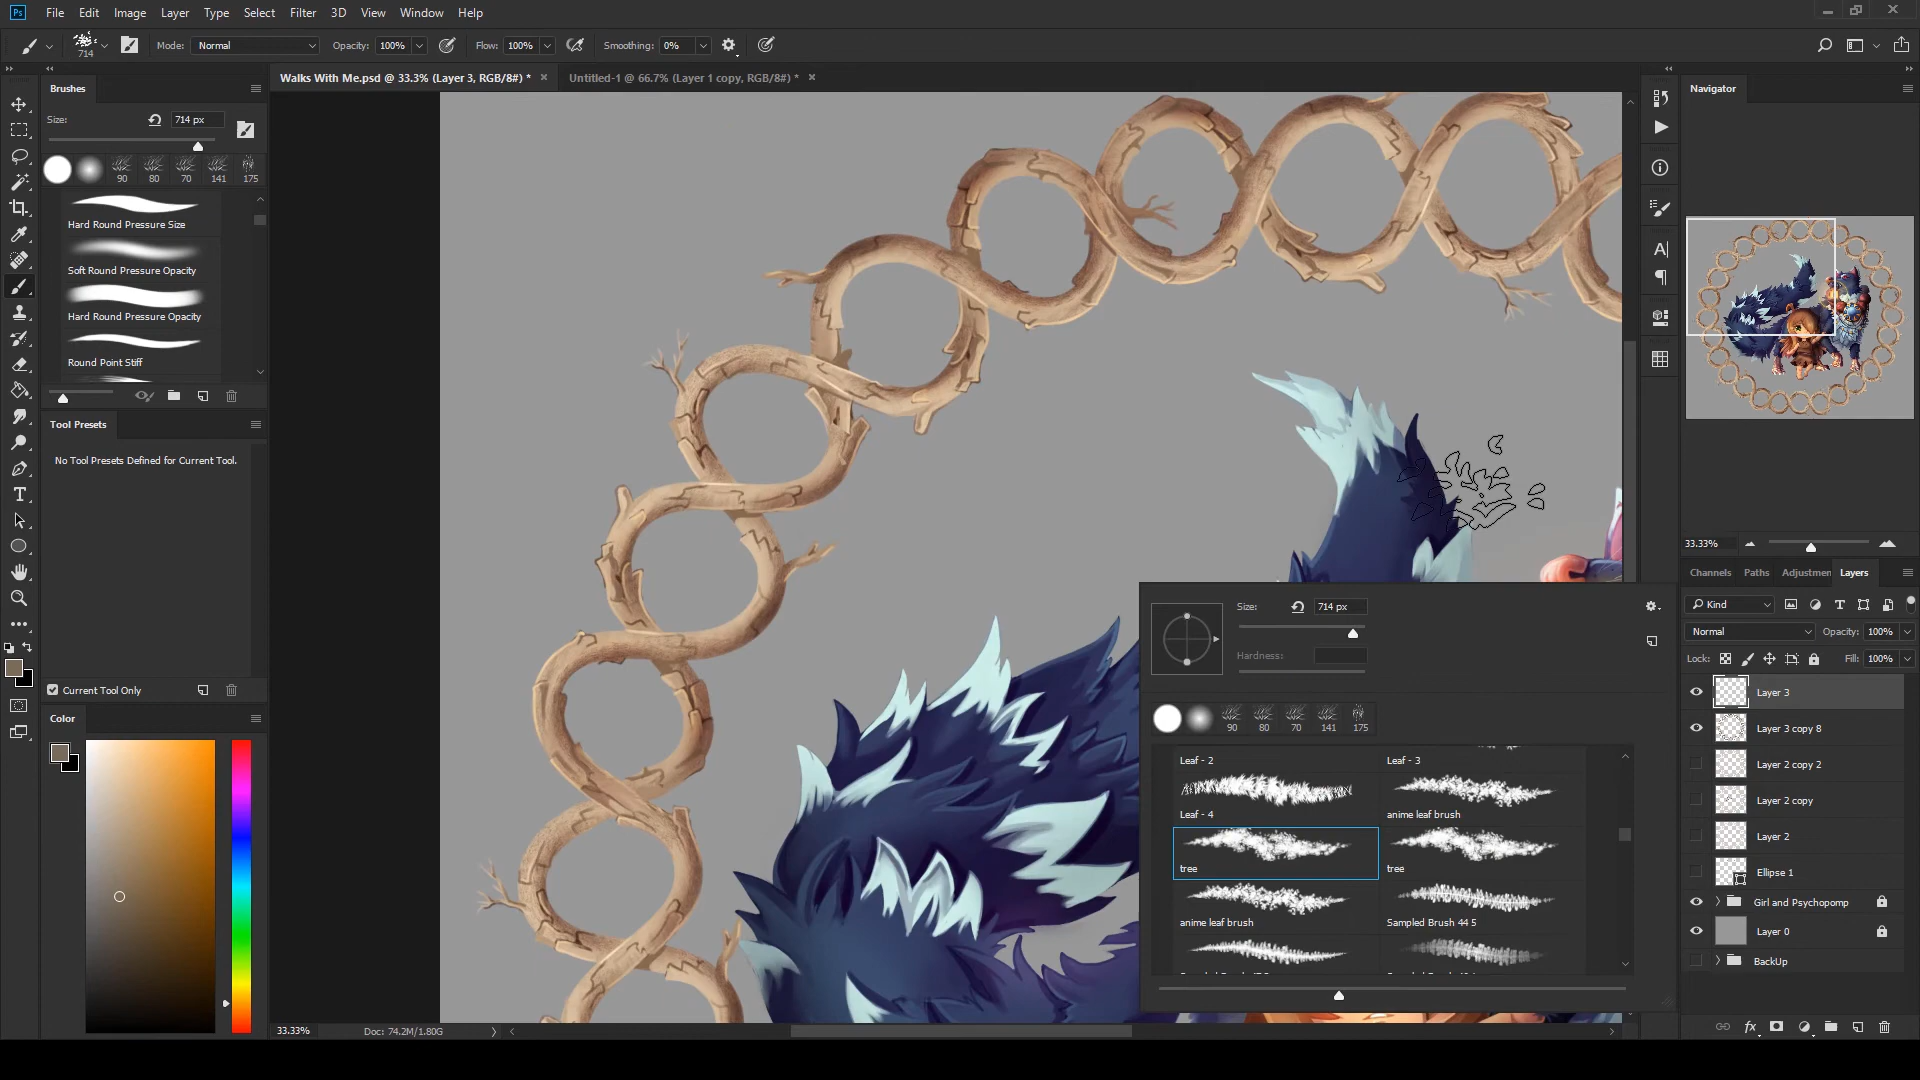 Ps File Edit Image Layer Type Select Filter 3D View Window Help
714 Mode: Normal Opacity: 100% Flow: 100% Smoothing: 0%
Walks With Me.psd @ 33.3% (Layer 3, RGB/8#) * Untitled-1 @ 66.7% (Layer 1 copy, RGB/8#) *
Brushes
Size: 714 px
90 80 70 141 175
Hard Round Pressure Size
Soft Round Pressure Opacity
Hard Round Pressure Opacity
Round Point Stiff
Tool Presets
No Tool Presets Defined for Current Tool.
Current Tool Only
Color
Size: 714 px
Hardness:
90 80 70 141 175
Leaf - 2 Leaf - 3
Leaf - 4 anime leaf brush
tree tree
anime leaf brush Sampled Brush 44 5
33.33% Doc: 74.2M/1.80G
Navigator
33.33%
Channels Paths Adjustmen Layers
Kind
Normal Opacity: 100%
Lock: Fill: 100%
Layer 3
Layer 3 copy 8
Layer 2 copy 2
Layer 2 copy
Layer 2
Ellipse 1
Girl and Psychopomp
Layer 0
BackUp